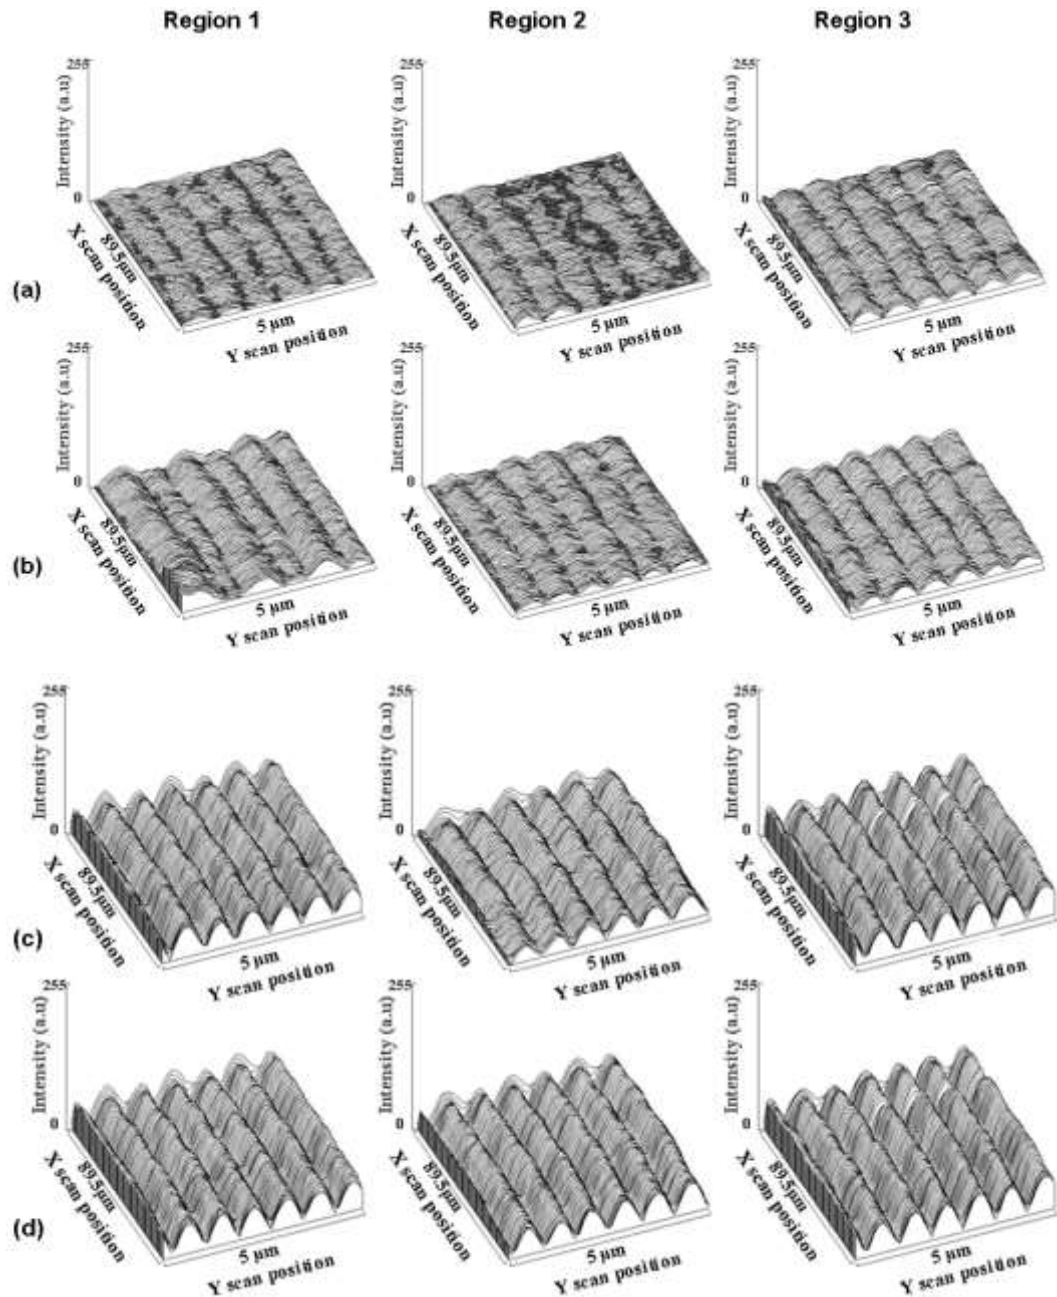 Region 1 Region 2 Region 3
255 255 255
Intensity (a.u) Intensity (a.u) Intensity (a.u)
0 0 0
89.5µm 89.5µm 89.5µm
X scan position X scan position X scan position
(a)
5 µm 5 µm 5 µm
Y scan position Y scan position Y scan position
255 255 255
Intensity (a.u) Intensity (a.u) Intensity (a.u)
0 0 0
89.5µm 89.5µm 89.5µm
X scan position X scan position X scan position
(b)
5 µm 5 µm 5 µm
Y scan position Y scan position Y scan position
255 255 255
Intensity (a.u) Intensity (a.u) Intensity (a.u)
0 0 0
89.5µm 89.5µm 89.5µm
X scan position X scan position X scan position
(c)
5 µm 5 µm 5 µm
Y scan position Y scan position Y scan position
255 255 255
Intensity (a.u) Intensity (a.u) Intensity (a.u)
0 0 0
89.5µm 89.5µm 89.5µm
X scan position X scan position X scan position
(d)
5 µm 5 µm 5 µm
Y scan position Y scan position Y scan position